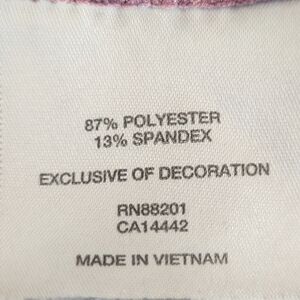 87% POLYESTER
13% SPANDEX
EXCLUSIVE OF DECORATION
RN88201
CA14442
MADE IN VIETNAM